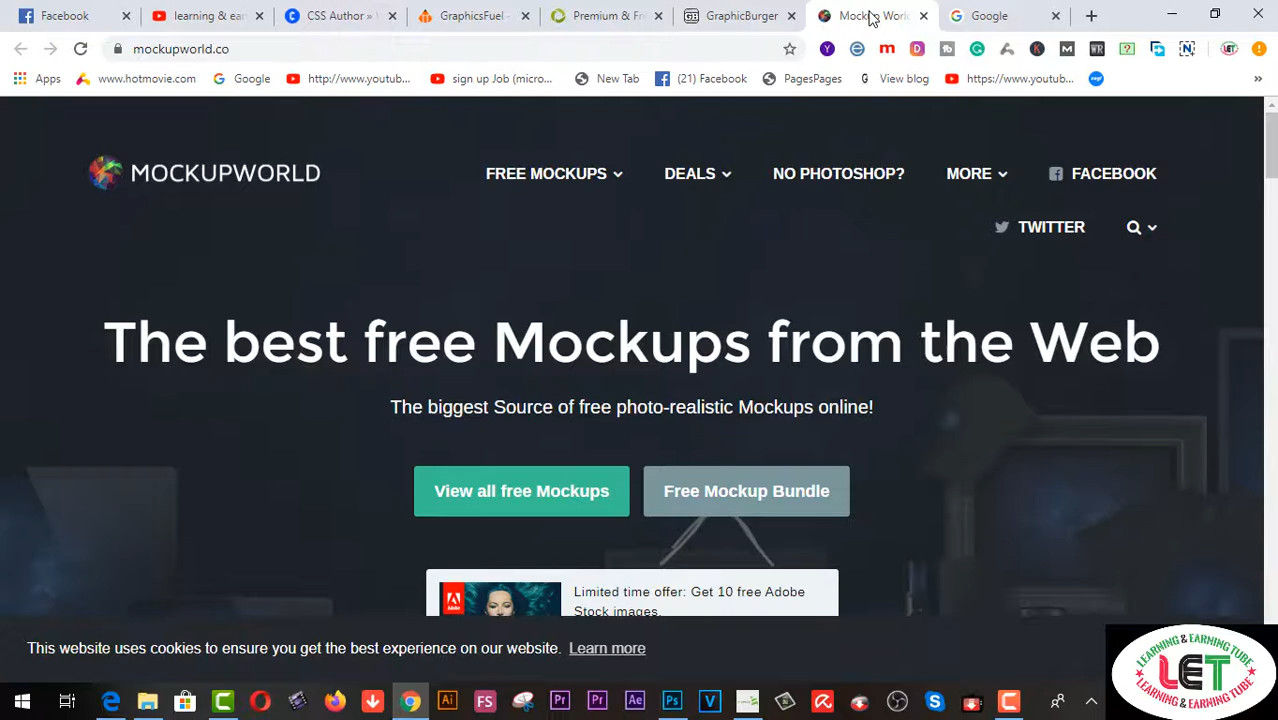 Facebook
learning & ear
CSS Author »
GraphicsFuel -
Premium & Fr
GraphicBurger
Mockup Worl
Google
mockupworld.co
Apps
www.hotmovie.com
Google
http://www.youtub...
sign up Job (micro...
New Tab
(21) Facebook
PagesPages
View blog
https://www.youtub...
MOCKUPWORLD
FREE MOCKUPS
DEALS
NO PHOTOSHOP?
MORE
FACEBOOK
TWITTER
The best free Mockups from the Web
The biggest Source of free photo-realistic Mockups online!
View all free Mockups
Free Mockup Bundle
Limited time offer: Get 10 free Adobe
Stock images.
This website uses cookies to ensure you get the best experience on our website. Learn more
LEARNING & EARNING TUBE
LET
LEARNING & EARNING TUBE